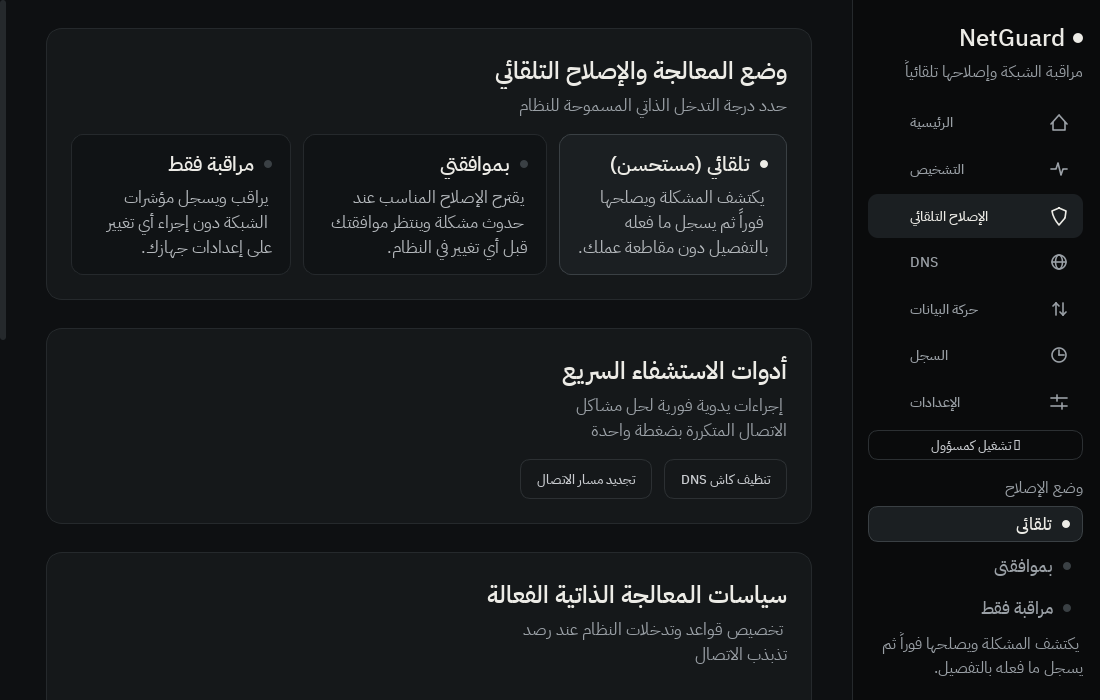 NetGuard
مراقبة الشبكة وإصلاحها تلقائياً
الرئيسية
التشخيص
الإصلاح التلقائي
DNS
حركة البيانات
السجل
الإعدادات
تشغيل كمسؤول
وضع الإصلاح
تلقائي
بموافقتي
مراقبة فقط
يكتشف المشكلة ويصلحها فوراً ثم
يسجل ما فعله بالتفصيل.
وضع المعالجة والإصلاح التلقائي
حدد درجة التدخل الذاتي المسموحة للنظام
تلقائي (مستحسن)
يكتشف المشكلة ويصلحها
فوراً ثم يسجل ما فعله
بالتفصيل دون مقاطعة عملك.
بموافقتي
يقترح الإصلاح المناسب عند
حدوث مشكلة وينتظر موافقتك
قبل أي تغيير في النظام.
مراقبة فقط
يراقب ويسجل مؤشرات
الشبكة دون إجراء أي تغيير
على إعدادات جهازك.
أدوات الاستشفاء السريع
إجراءات يدوية فورية لحل مشاكل
الاتصال المتكررة بضغطة واحدة
تنظيف كاش DNS
تجديد مسار الاتصال
سياسات المعالجة الذاتية الفعالة
تخصيص قواعد وتدخلات النظام عند رصد
تذبذب الاتصال